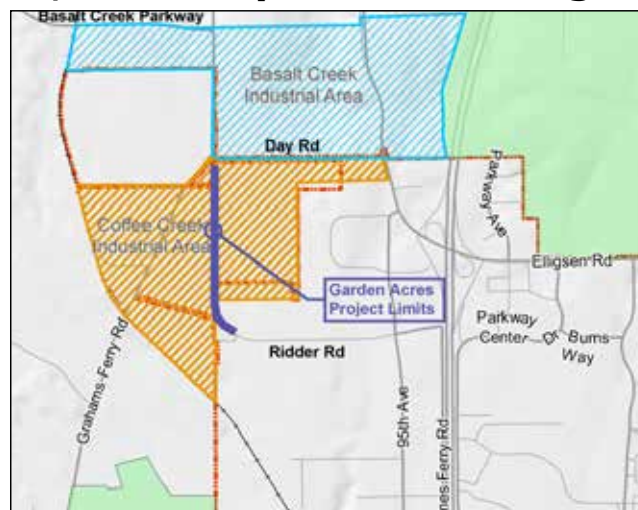 Basalt Creek Parkway
Basalt Creek
Industrial Area
Day Rd
Parkway
Ave
Coffee Creek
Industrial Area
Elligsen Rd
Garden Acres
Project Limits
Parkway
Center
Dr
Burns
Way
Ridder Rd
Grahams Ferry Rd
95th Ave
nes Ferry Rd